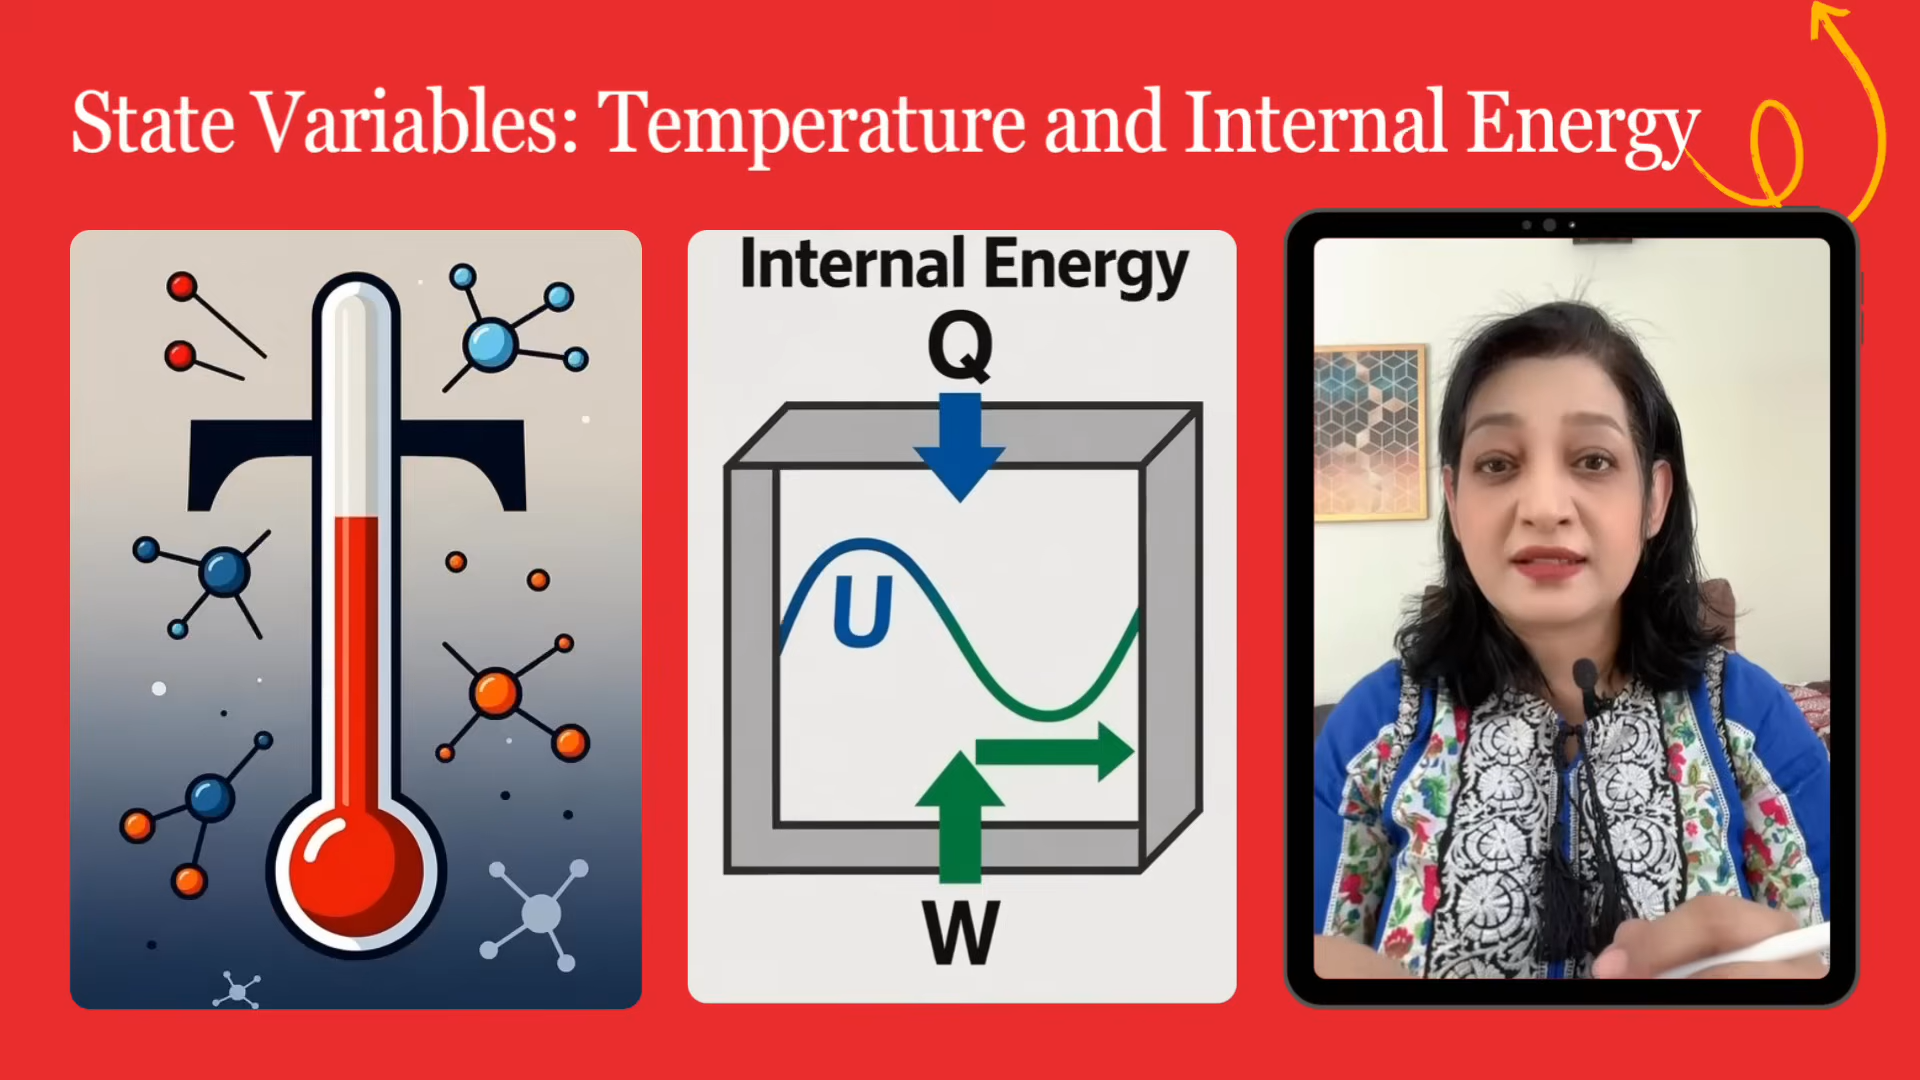 State Variables: Temperature and Internal Energy
T
Internal Energy
Q
U
W